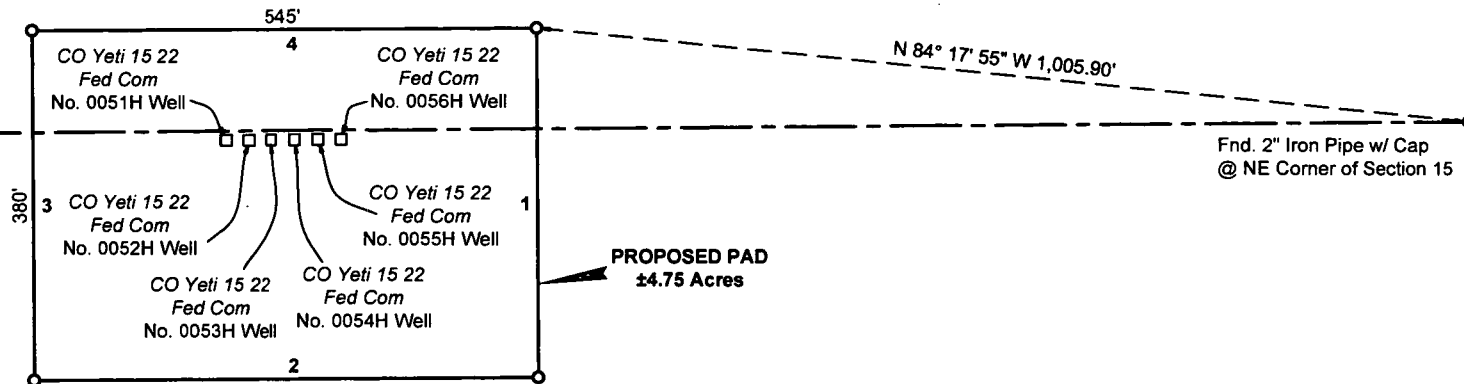 545'
4
N 84° 17' 55" W 1,005.90'
CO Yeti 15 22
Fed Com
No. 0051H Well
CO Yeti 15 22
Fed Com
No. 0056H Well
Fnd. 2" Iron Pipe w/ Cap
@ NE Corner of Section 15
380'
3
CO Yeti 15 22
Fed Com
No. 0052H Well
CO Yeti 15 22
Fed Com
No. 0055H Well
1
PROPOSED PAD
±4.75 Acres
CO Yeti 15 22
Fed Com
No. 0053H Well
CO Yeti 15 22
Fed Com
No. 0054H Well
2